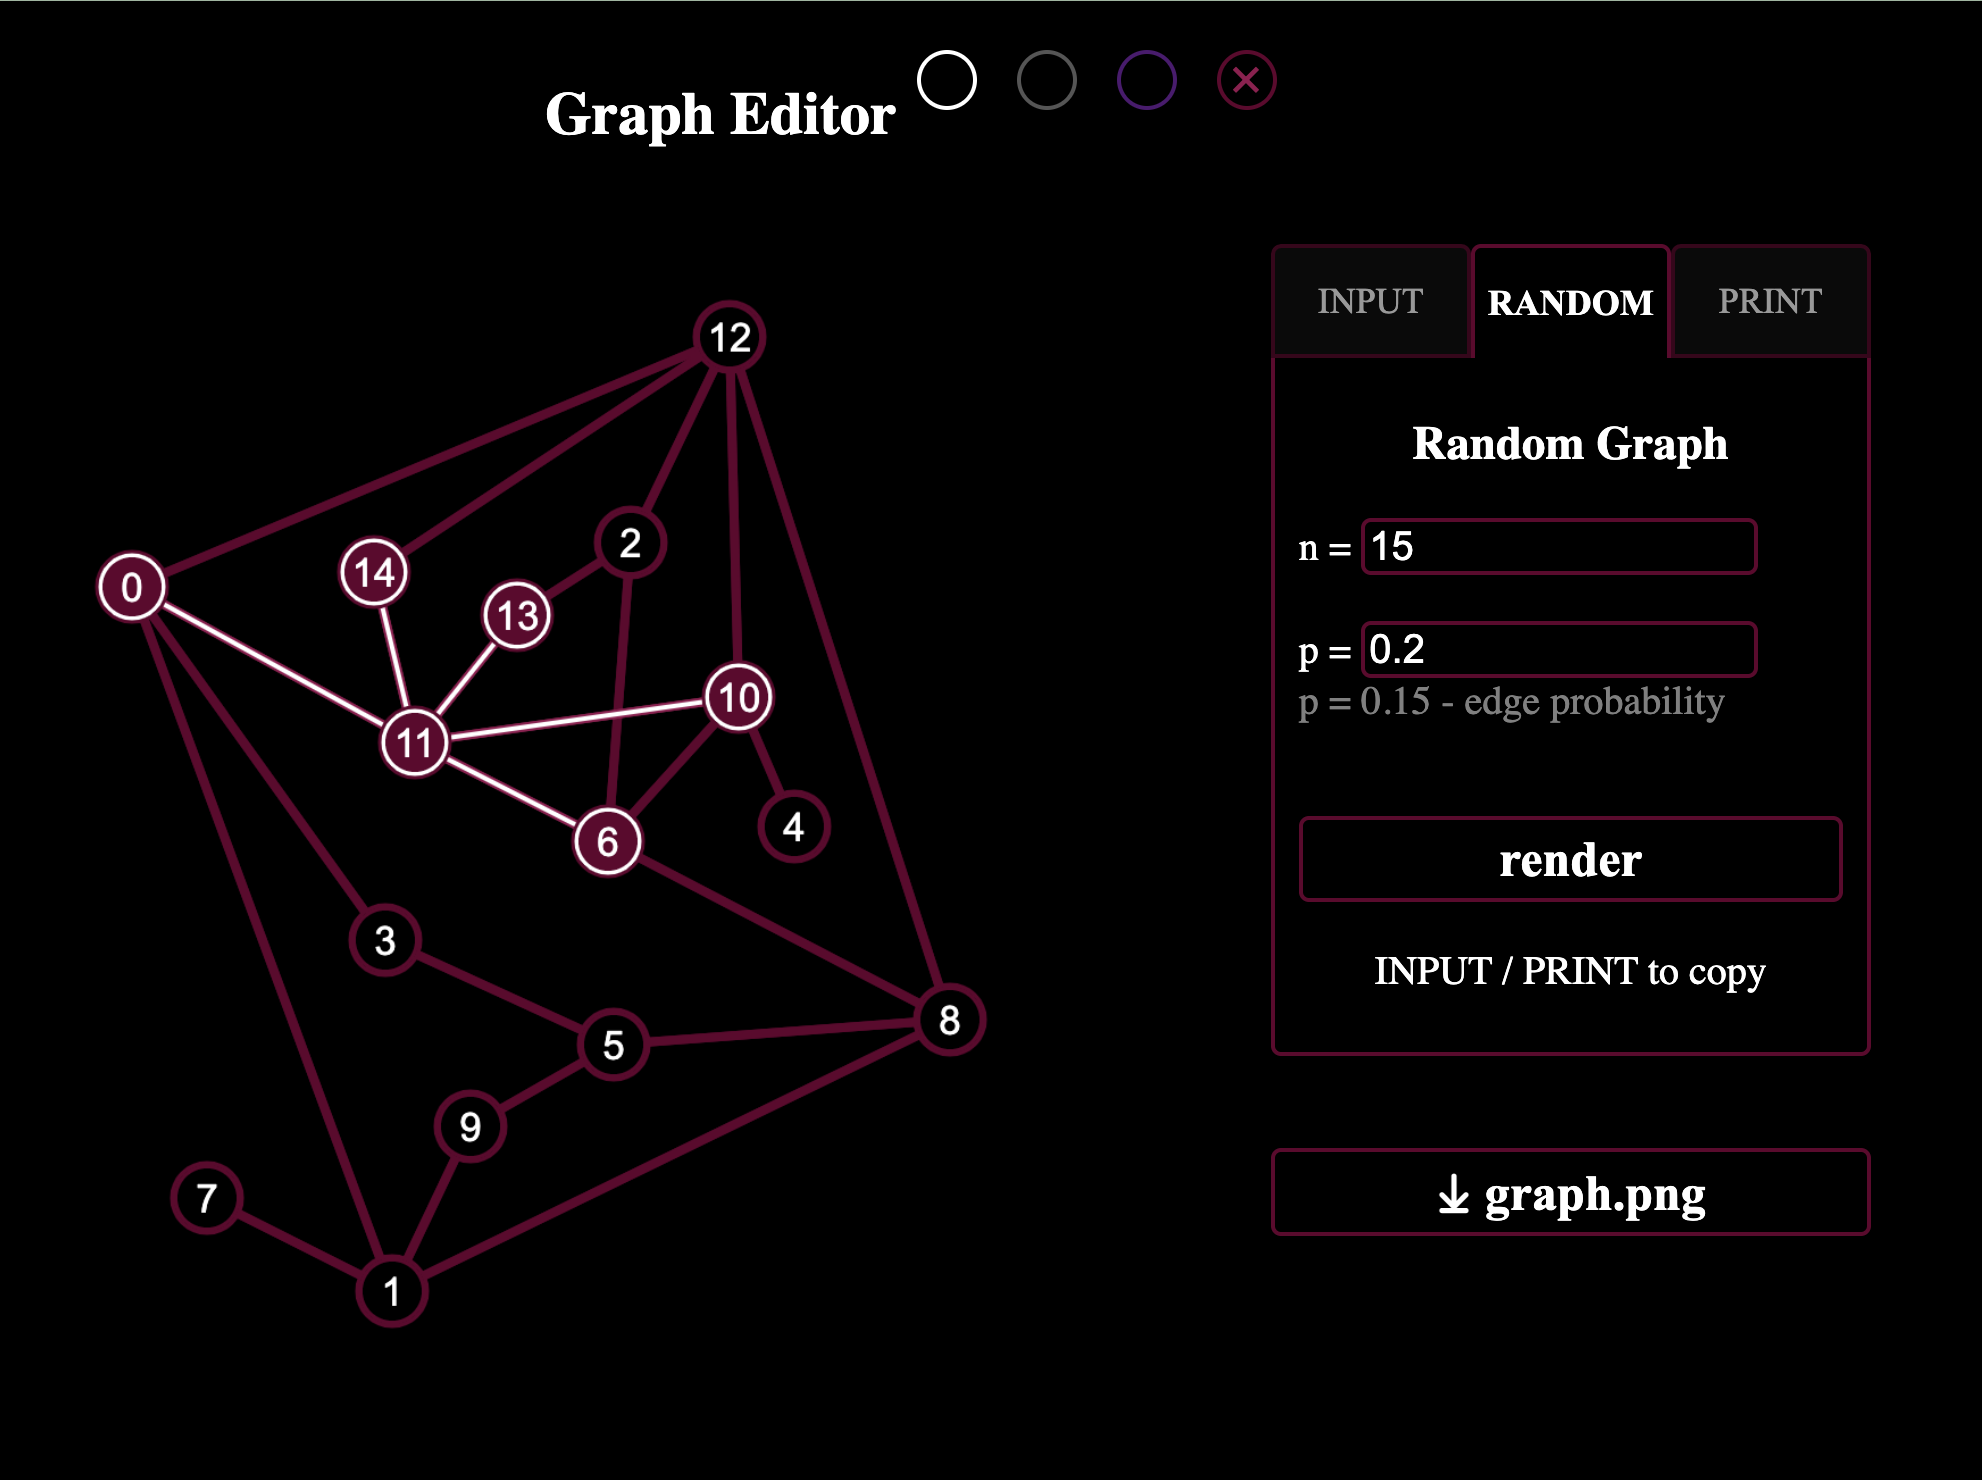 Graph Editor
INPUT
RANDOM
PRINT
Random Graph
n = 15
p = 0.2
p = 0.15 - edge probability
render
INPUT / PRINT to copy
graph.png
12
2
14
0
13
10
11
4
6
3
8
5
9
7
1